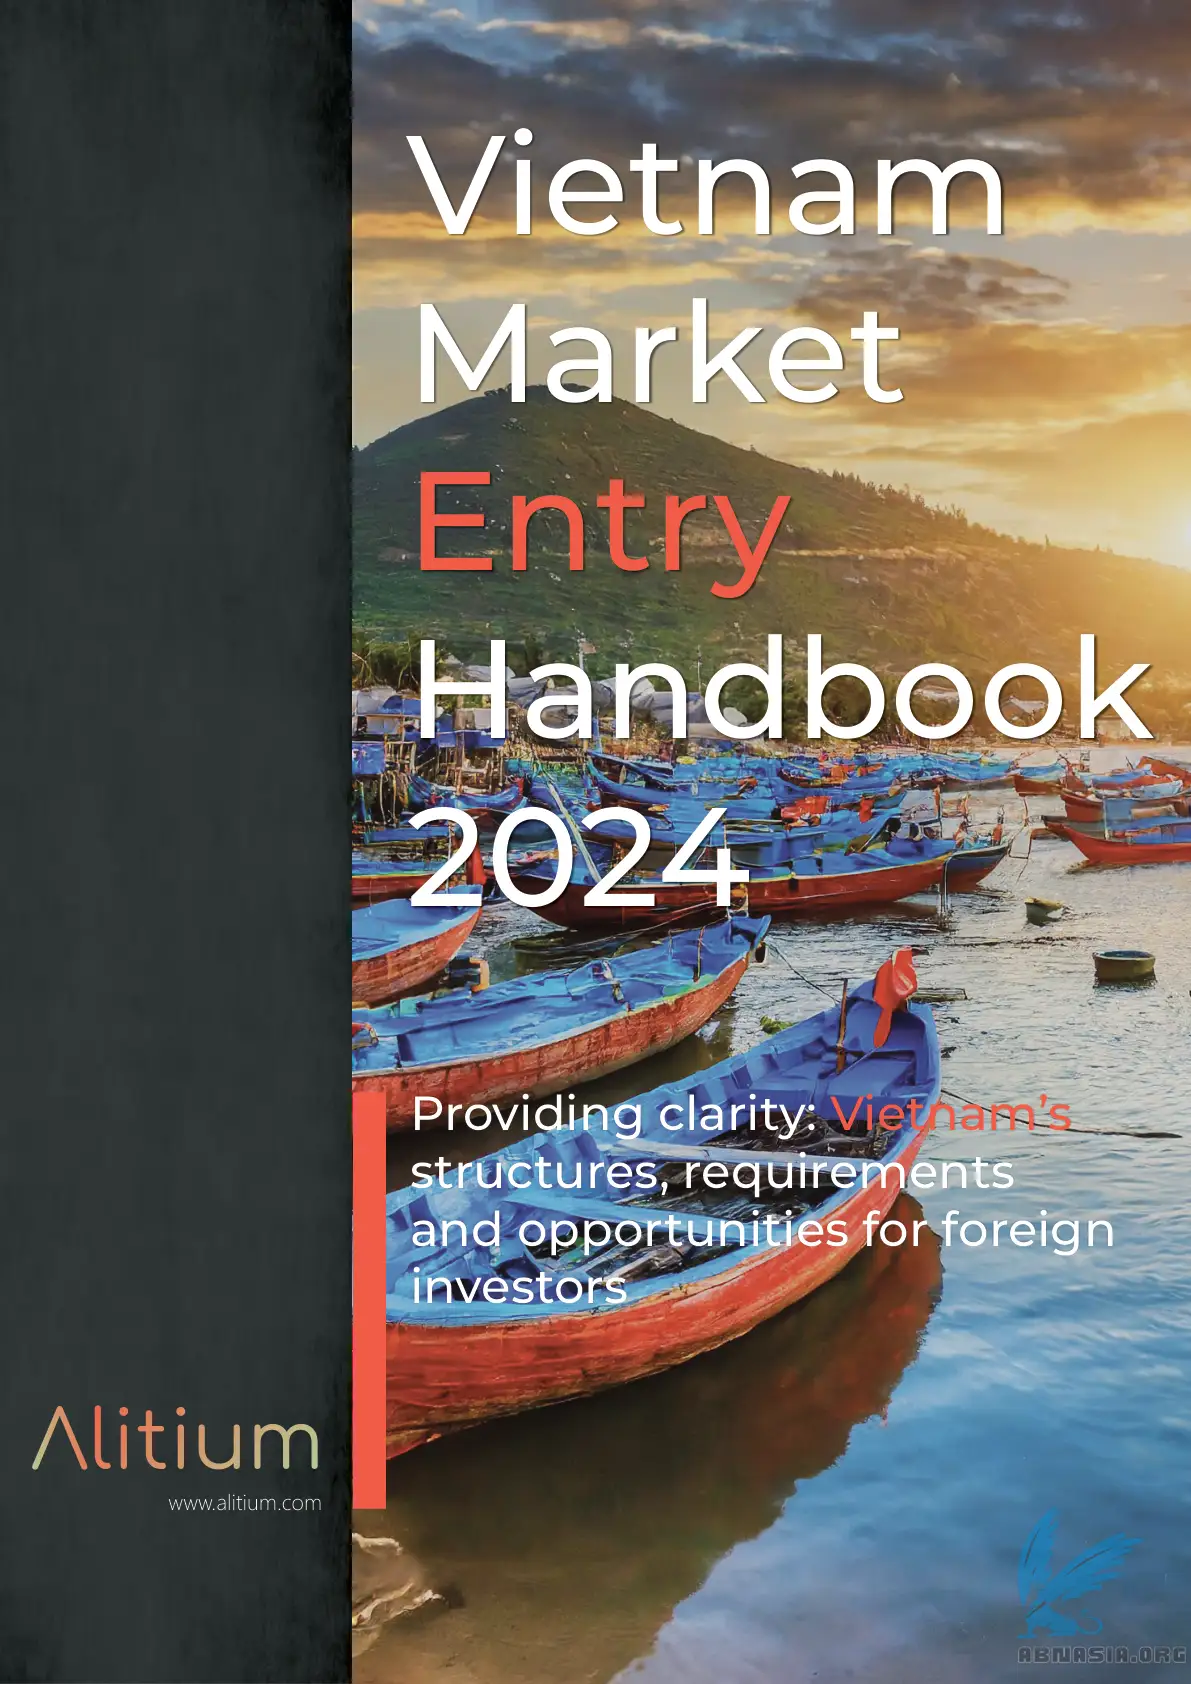 Vietnam
Market
Entry
Handbook
2024
Providing clarity: Vietnam's
structures, requirements
and opportunities for foreign
investors
Alitium
www.alitium.com
ABNASIA.ORG